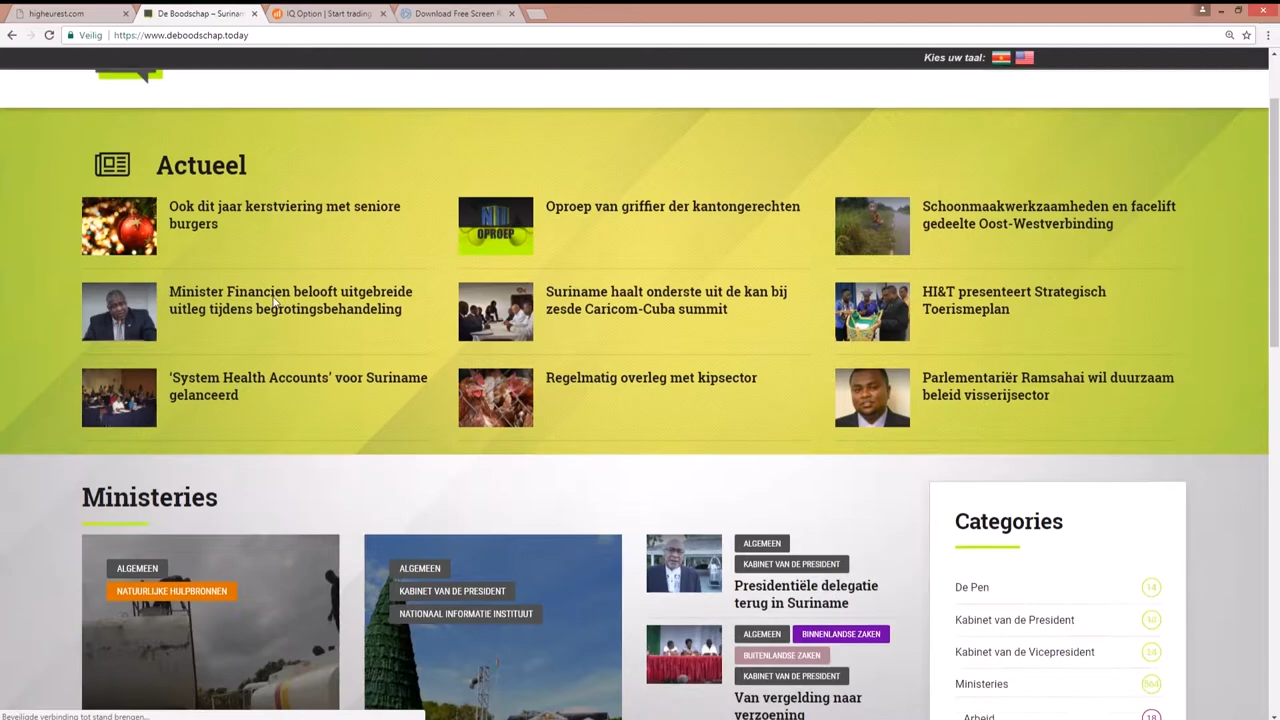 higheurest.com
De Boodschap – Surinam
IQ Option | Start trading
Download Free Screen R
Veilig
https://www.deboodschap.today
Kies uw taal:
Actueel
Ook dit jaar kerstviering met seniore
burgers
Oproep van griffier der kantongerechten
OPROEP
Schoonmaakwerkzaamheden en facelift
gedeelte Oost-Westverbinding
Minister Financien belooft uitgebreide
uitleg tijdens begrotingsbehandeling
Suriname haalt onderste uit de kan bij
zesde Caricom-Cuba summit
HI&T presenteert Strategisch
Toerismeplan
'System Health Accounts' voor Suriname
gelanceerd
Regelmatig overleg met kipsector
Parlementariër Ramsahai wil duurzaam
beleid visserijsector
Ministeries
ALGEMEEN
NATUURLIJKE HULPBRONNEN
ALGEMEEN
KABINET VAN DE PRESIDENT
NATIONAAL INFORMATIE INSTITUUT
ALGEMEEN
KABINET VAN DE PRESIDENT
Presidentiële delegatie
terug in Suriname
ALGEMEEN
BINNENLANDSE ZAKEN
BUITENLANDSE ZAKEN
KABINET VAN DE PRESIDENT
Van vergelding naar
verzoening
Categories
De Pen
14
Kabinet van de President
Kabinet van de Vicepresident
14
Ministeries
564
Arbeid
18
Beveiligde verbinding tot stand brengen...